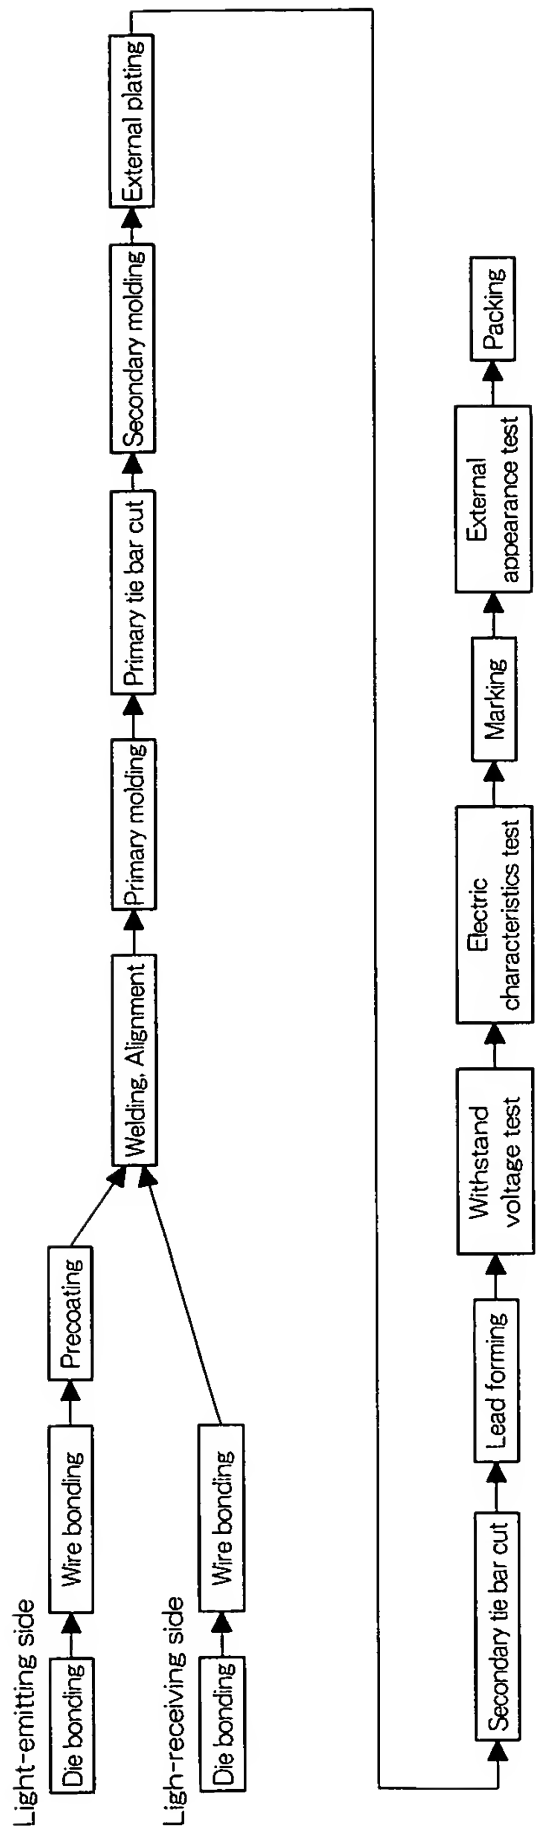 Light-emitting side
Die bonding
Wire bonding
Precoating
Ligh-receiving side
Die bonding
Wire bonding
Welding, Alignment
Primary molding
Primary tie bar cut
Secondary molding
External plating
Secondary tie bar cut
Lead forming
Withstand
voltage test
Electric
characteristics test
Marking
External
appearance test
Packing